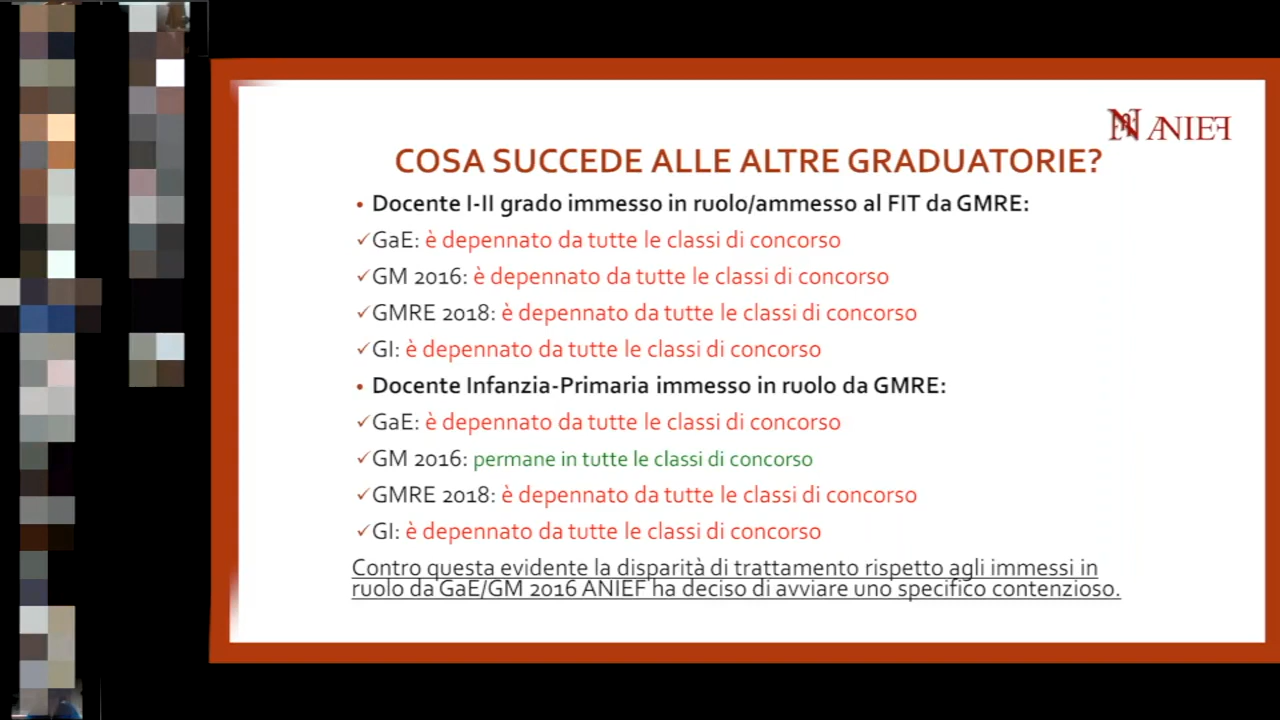 ANIEF
COSA SUCCEDE ALLE ALTRE GRADUATORIE?
• Docente I-II grado immesso in ruolo/ammesso al FIT da GMRE:
✓GaE: è depennato da tutte le classi di concorso
✓GM 2016: è depennato da tutte le classi di concorso
✓GMRE 2018: è depennato da tutte le classi di concorso
✓GI: è depennato da tutte le classi di concorso
• Docente Infanzia-Primaria immesso in ruolo da GMRE:
✓GaE: è depennato da tutte le classi di concorso
✓GM 2016: permane in tutte le classi di concorso
✓GMRE 2018: è depennato da tutte le classi di concorso
✓GI: è depennato da tutte le classi di concorso
Contro questa evidente la disparità di trattamento rispetto agli immessi in
ruolo da GaE/GM 2016 ANIEF ha deciso di avviare uno specifico contenzioso.